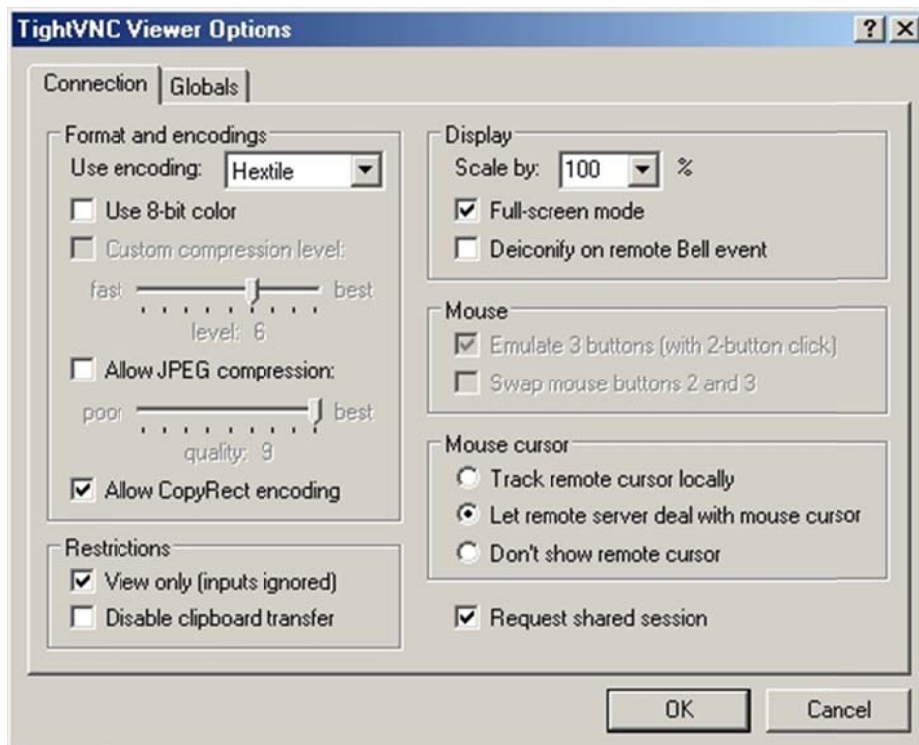 TightVNC Viewer Options
Connection
Globals
Format and encodings
Use encoding: Hextile
Use 8-bit color
Custom compression level:
fast best
level: 6
Allow JPEG compression:
poor best
quality: 9
Allow CopyRect encoding
Restrictions
View only (inputs ignored)
Disable clipboard transfer
Display
Scale by: 100 %
Full-screen mode
Deiconify on remote Bell event
Mouse
Emulate 3 buttons (with 2-button click)
Swap mouse buttons 2 and 3
Mouse cursor
Track remote cursor locally
Let remote server deal with mouse cursor
Don't show remote cursor
Request shared session
OK
Cancel